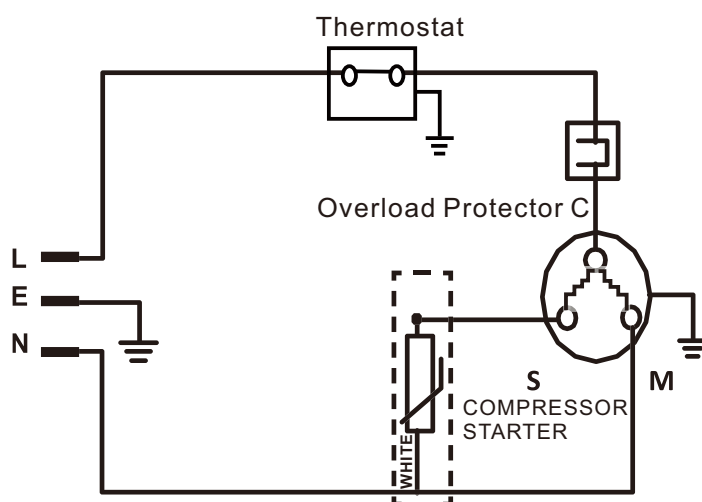 Thermostat
Overload Protector C
L
E
N
S
M
COMPRESSOR
STARTER
WHITE